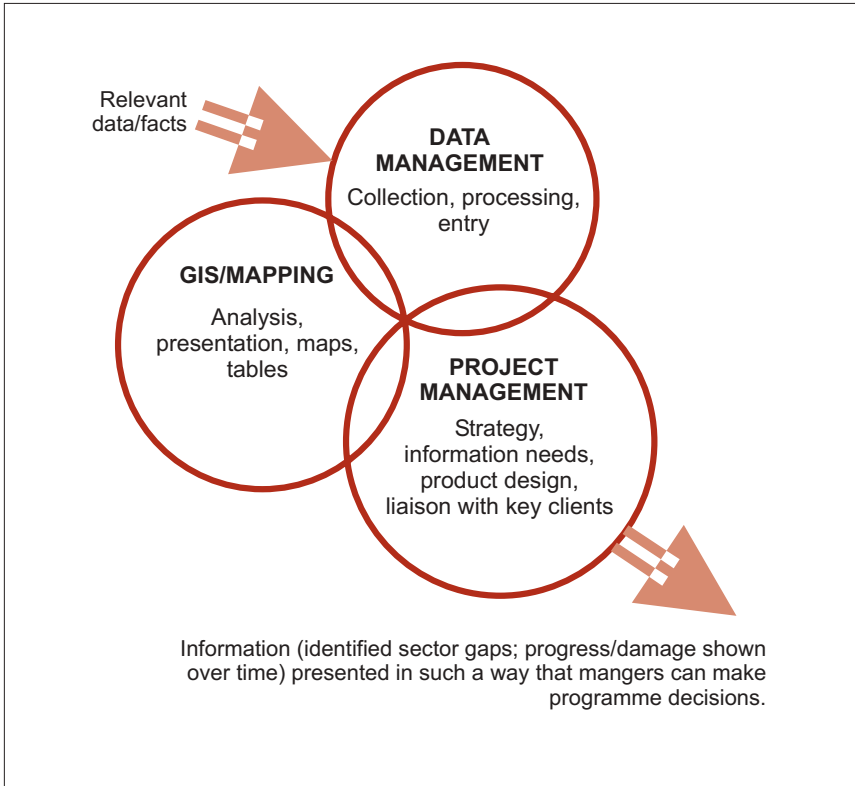 Relevant
data/facts
DATA
MANAGEMENT
Collection, processing,
entry
GIS/MAPPING
Analysis,
presentation, maps,
tables
PROJECT
MANAGEMENT
Strategy,
information needs,
product design,
liaison with key clients
Information (identified sector gaps; progress/damage shown
over time) presented in such a way that mangers can make
programme decisions.